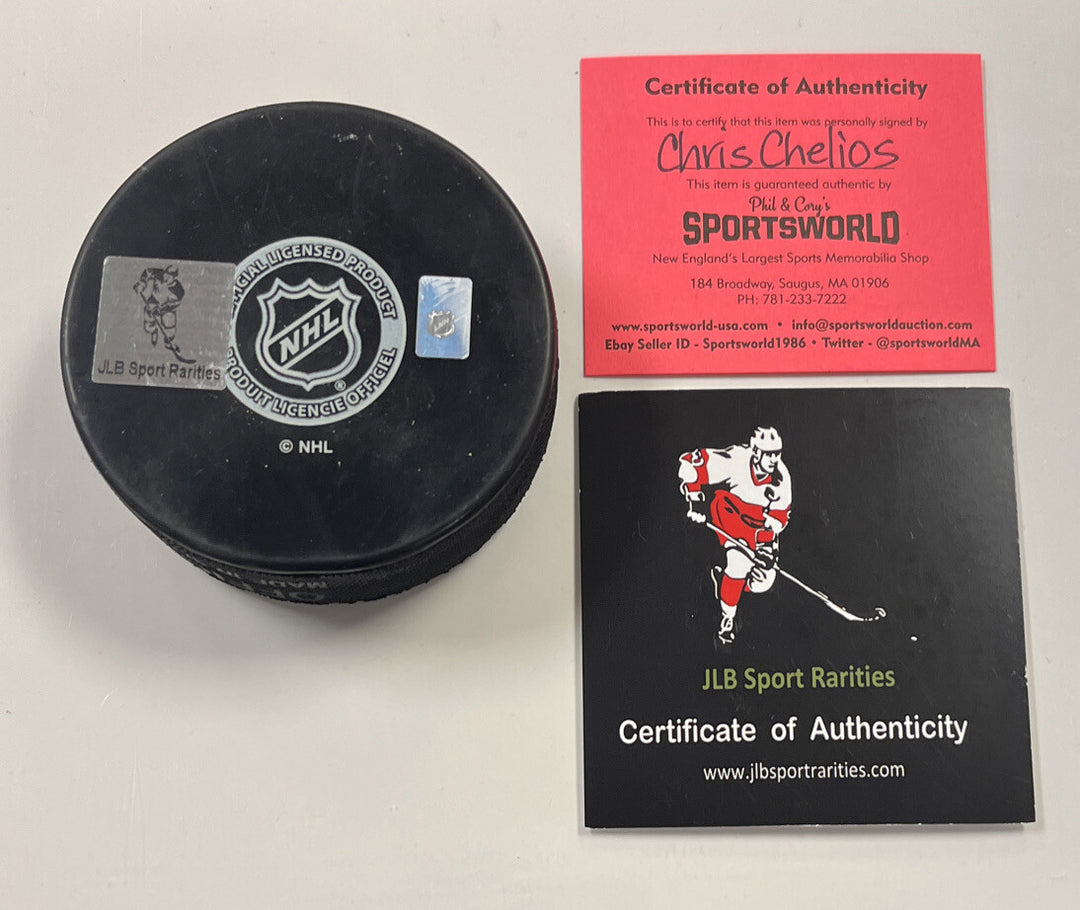 OFFICIAL LICENSED PRODUCT
NHL
®
PRODUIT LICENCIE OFFICIEL
© NHL
JLB Sport Rarities
NHL
MADE IN
Certificate of Authenticity
This is to certify that this item was personally signed by
Chris Chelios
This item is guaranteed authentic by
Phil & Cory's
SPORTSWORLD
New England's Largest Sports Memorabilia Shop
184 Broadway, Saugus, MA 01906
PH: 781-233-7222
www.sportsworld-usa.com • info@sportsworldauction.com
Ebay Seller ID - Sportsworld1986 • Twitter - @sportsworldMA
JLB Sport Rarities
Certificate of Authenticity
www.jlbsportrarities.com